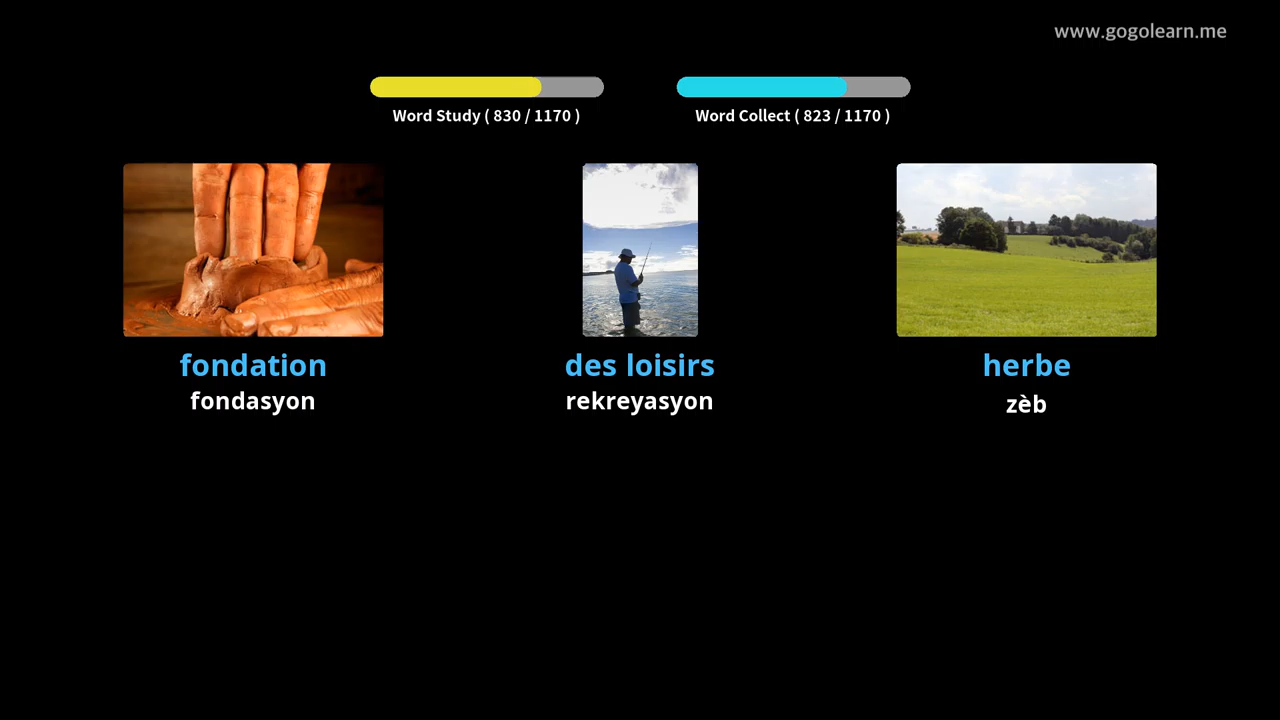 www.gogolearn.me
Word Study ( 830 / 1170 )
Word Collect ( 823 / 1170 )
fondation
fondasyon
des loisirs
rekreyasyon
herbe
zèb